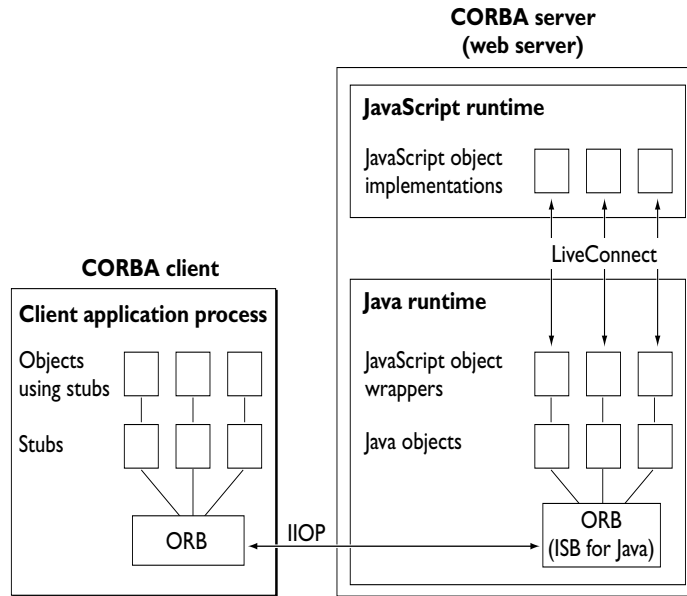 CORBA server
(web server)
JavaScript runtime
JavaScript object
implementations
LiveConnect
CORBA client
Client application process
Objects
using stubs
Stubs
ORB
IIOP
Java runtime
JavaScript object
wrappers
Java objects
ORB
(ISB for Java)